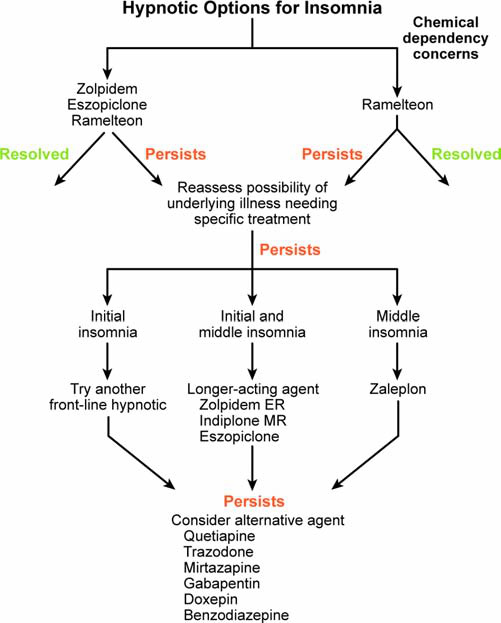 Hypnotic Options for Insomnia
Chemical
dependency
concerns
Zolpidem
Eszopiclone
Ramelteon
Ramelteon
Resolved
Persists
Persists
Resolved
Reassess possibility of
underlying illness needing
specific treatment
Persists
Initial
insomnia
Initial and
middle insomnia
Middle
insomnia
Try another
front-line hypnotic
Longer-acting agent
Zolpidem ER
Indiplone MR
Eszopiclone
Zaleplon
Persists
Consider alternative agent
Quetiapine
Trazodone
Mirtazapine
Gabapentin
Doxepin
Benzodiazepine